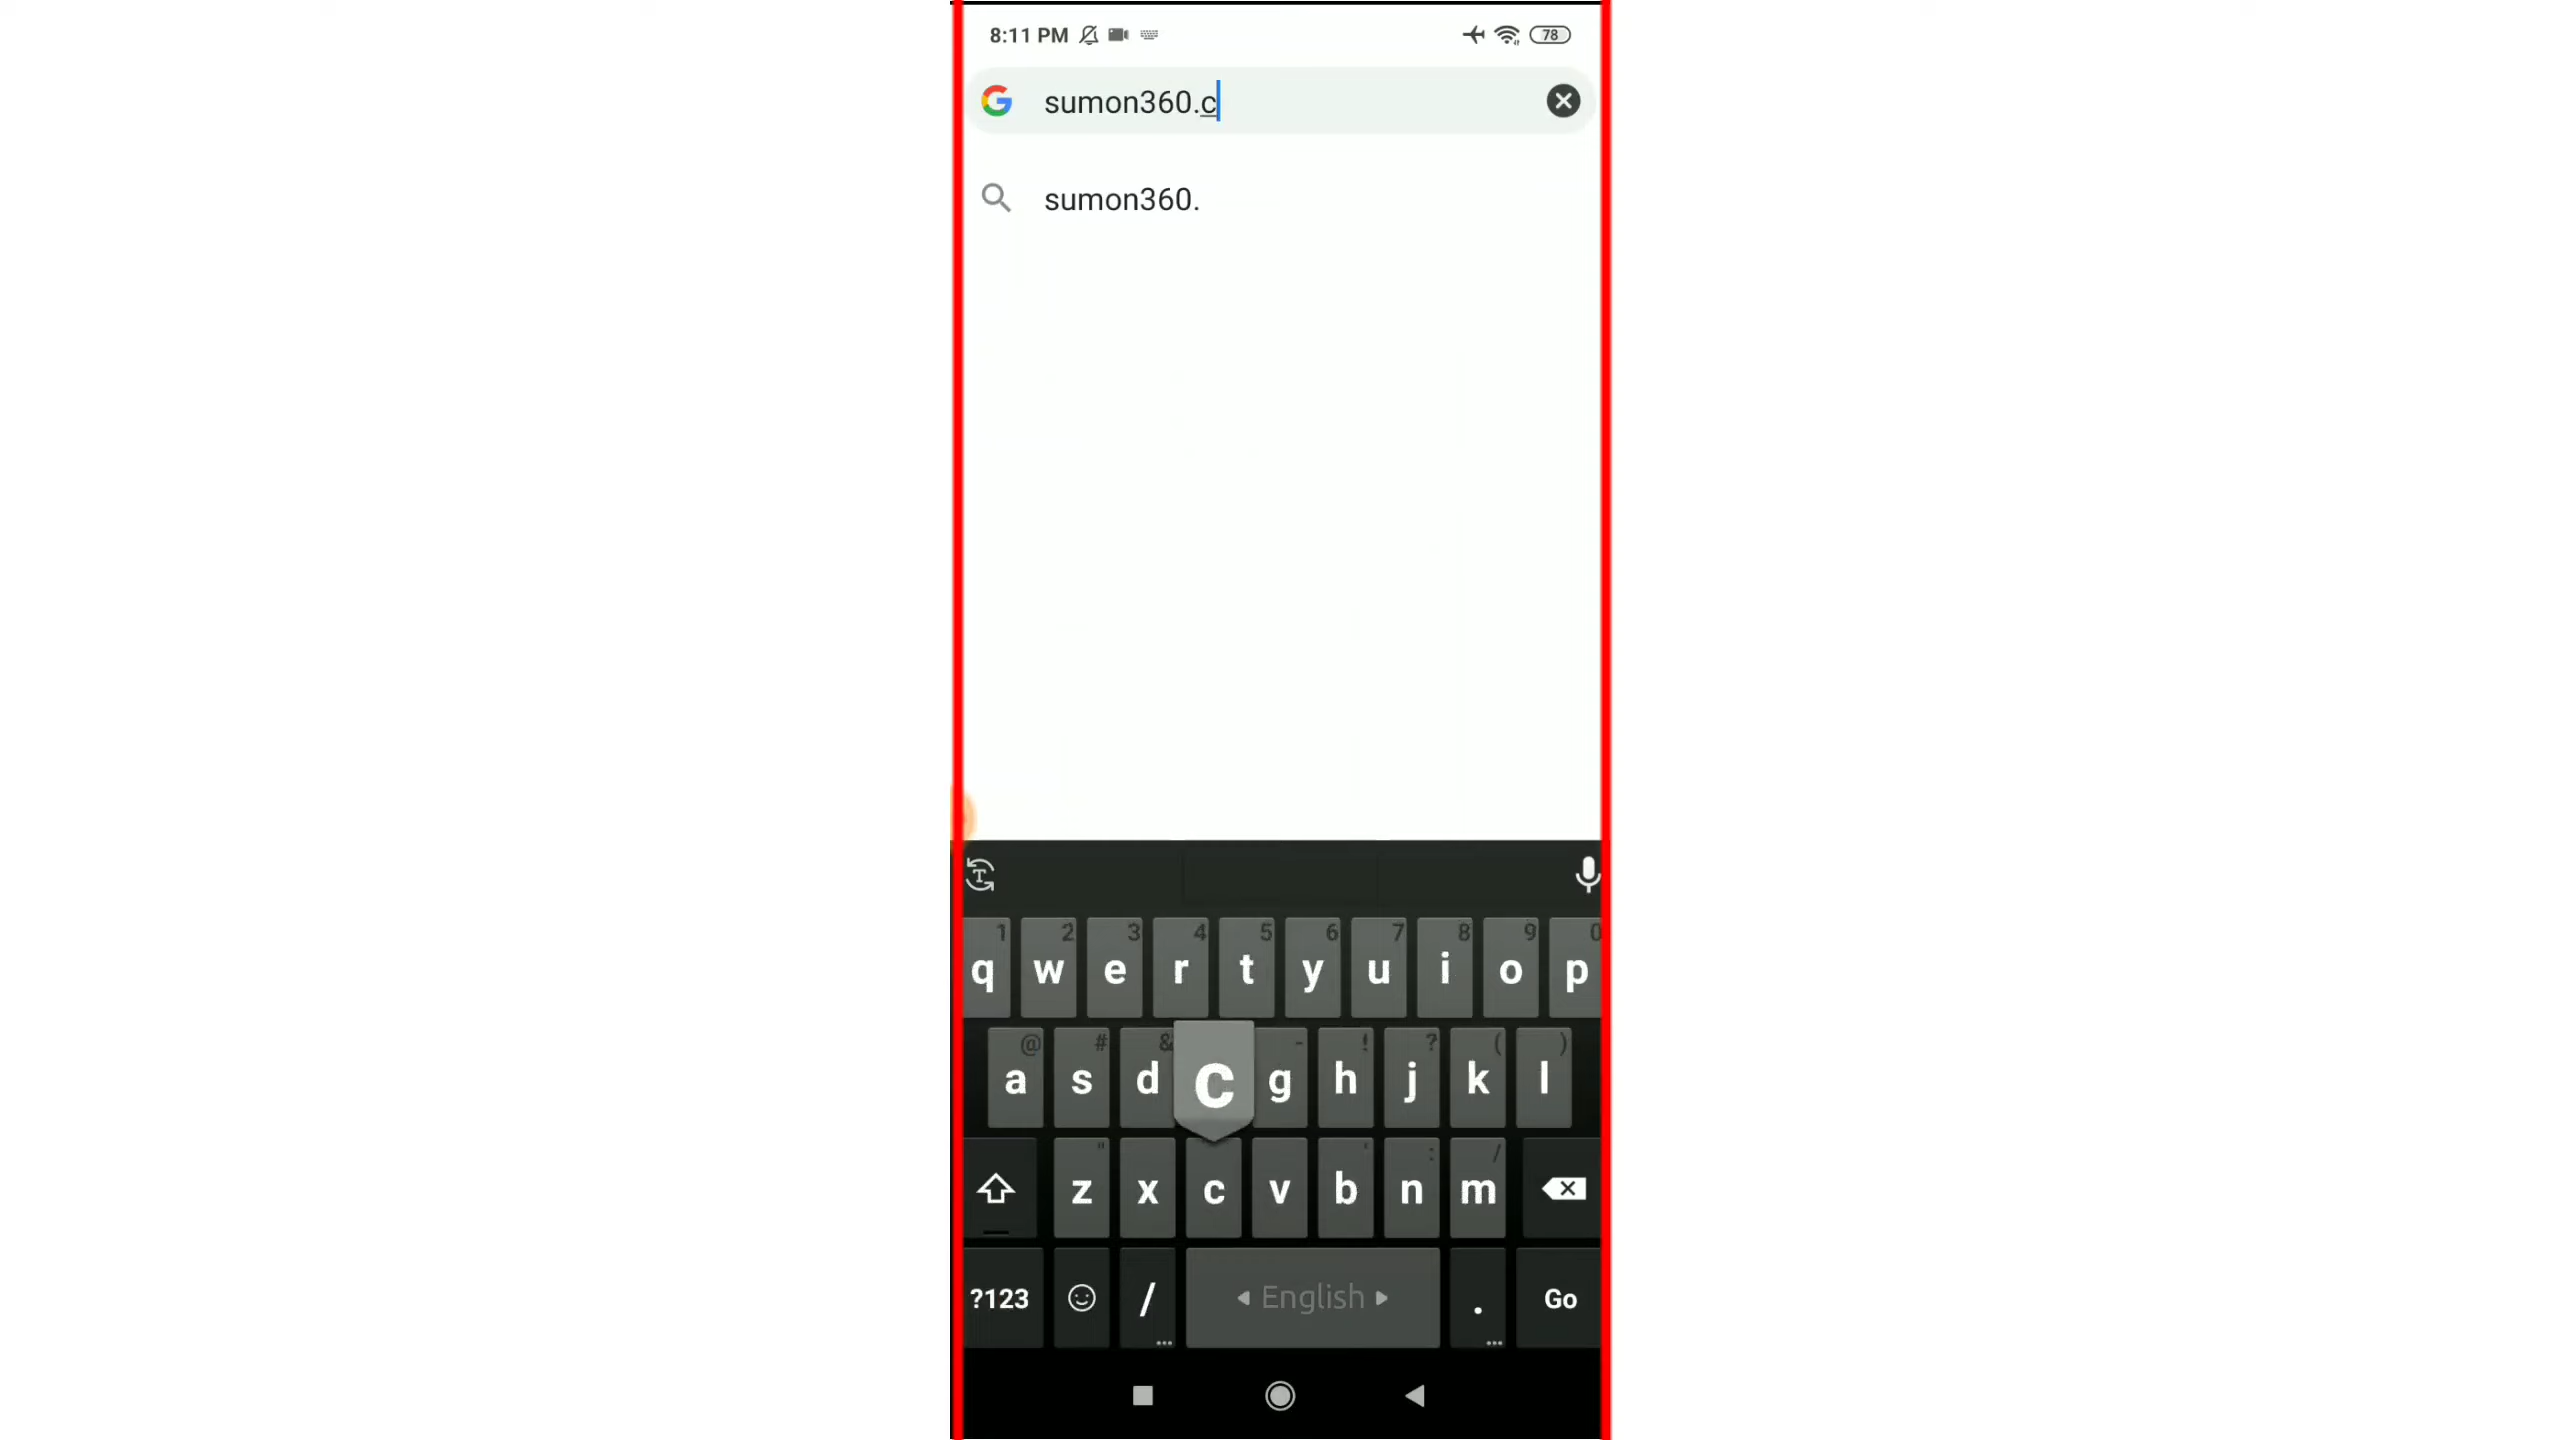 8:11 PM 78
sumon360.c
sumon360.
1 2 3 4 5 6 7 8 9 0
q w e r t y u i o p
@ # & - ! ? ( )
a s d c g h j k l
" ' : /
z x c v b n m
?123 / English . Go